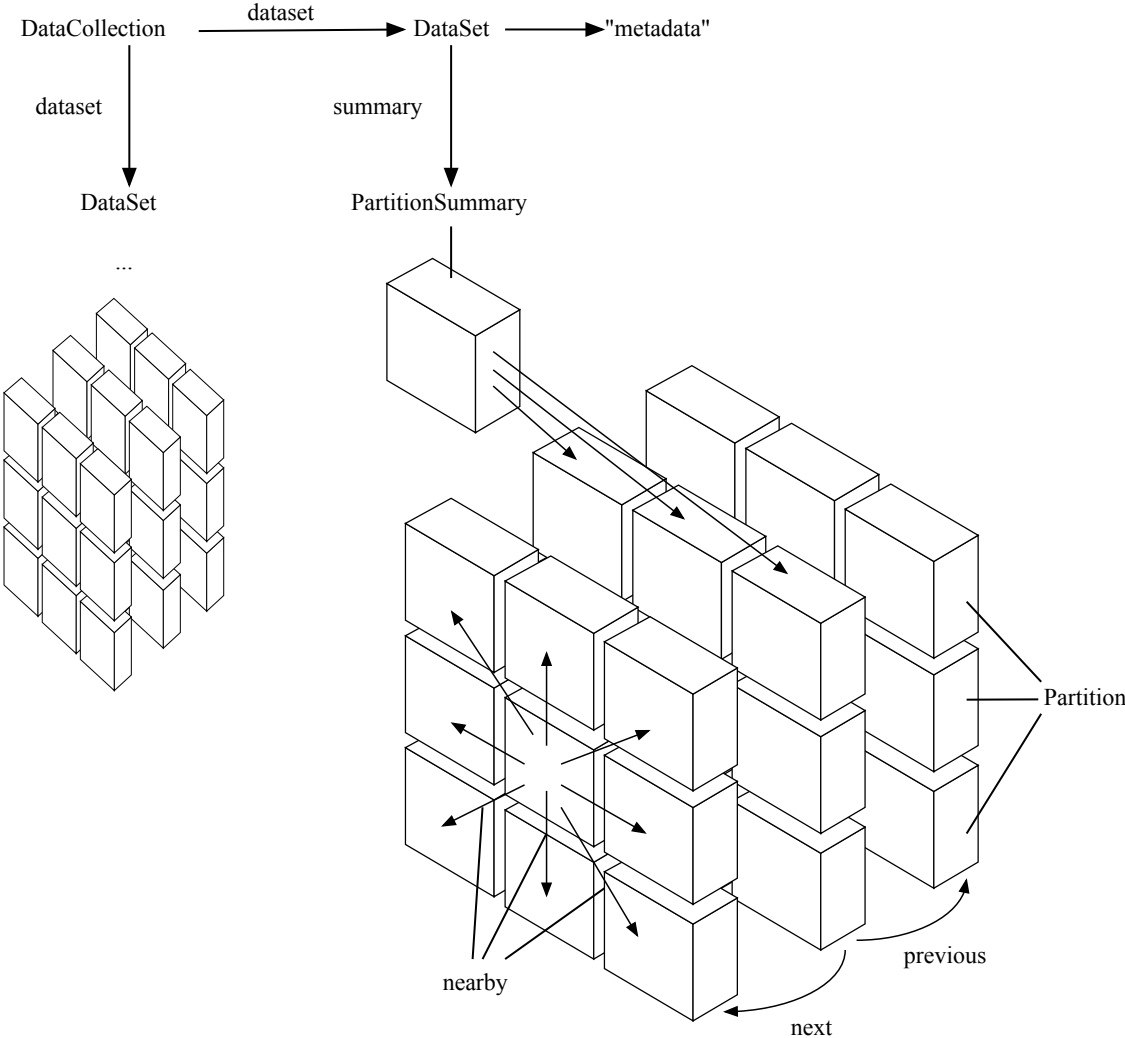 dataset
DataCollection
DataSet
"metadata"
dataset
summary
DataSet
PartitionSummary
...
Partition
previous
nearby
next